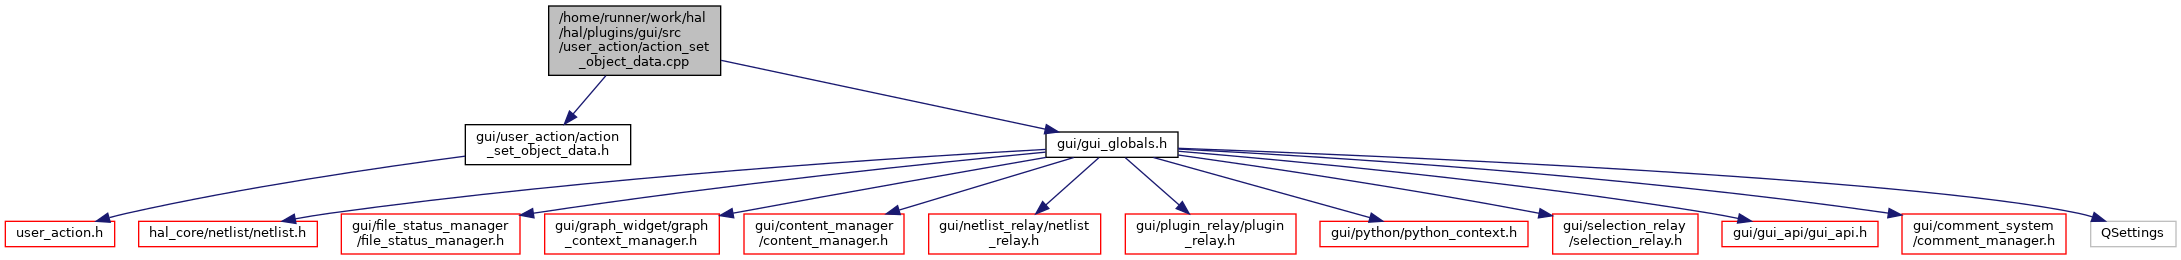 /home/runner/work/hal
/hal/plugins/gui/src
/user_action/action_set
_object_data.cpp
gui/user_action/action
_set_object_data.h
gui/gui_globals.h
user_action.h
hal_core/netlist/netlist.h
gui/file_status_manager
/file_status_manager.h
gui/graph_widget/graph
_context_manager.h
gui/content_manager
/content_manager.h
gui/netlist_relay/netlist
_relay.h
gui/plugin_relay/plugin
_relay.h
gui/python/python_context.h
gui/selection_relay
/selection_relay.h
gui/gui_api/gui_api.h
gui/comment_system
/comment_manager.h
QSettings